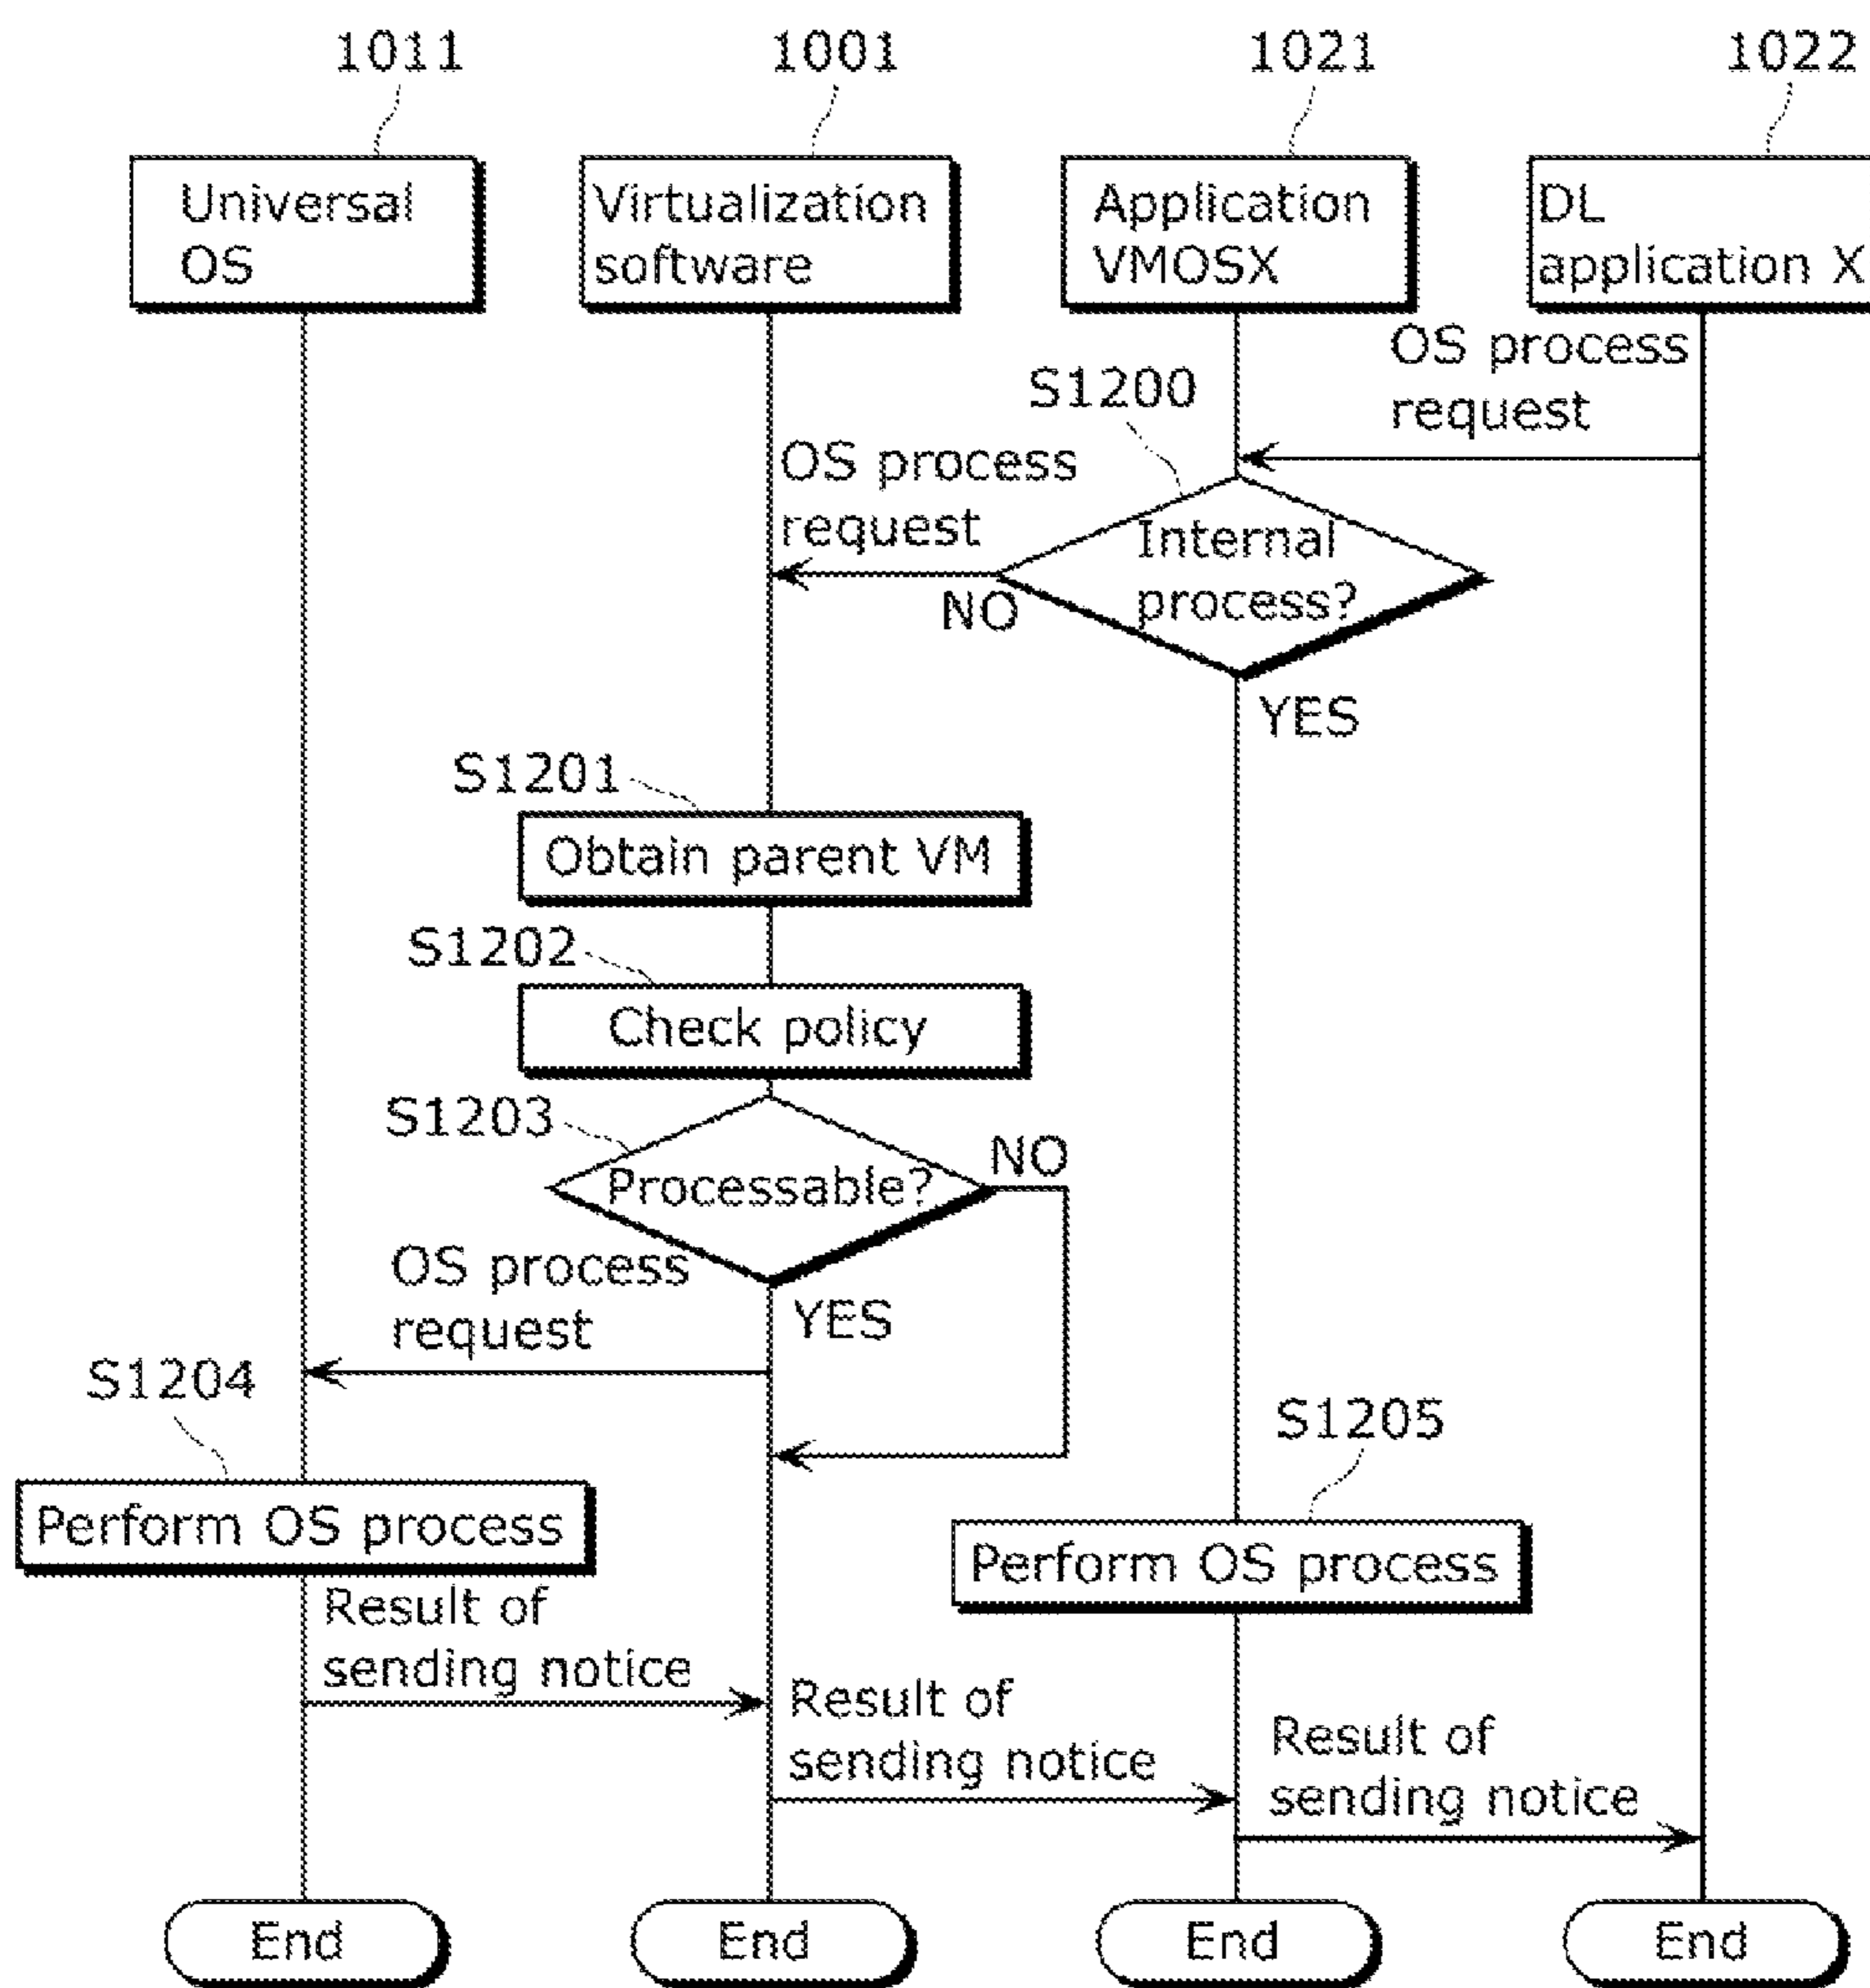 1011
1001
1021
1022
Universal
OS
Virtualization
software
Application
VMOSX
DL
application X
OS process
request
S1200
OS process
request
Internal
process?
NO
YES
S1201
Obtain parent VM
S1202
Check policy
S1203
Processable?
NO
YES
OS process
request
S1204
Perform OS process
S1205
Perform OS process
Result of
sending notice
Result of
sending notice
Result of
sending notice
End
End
End
End